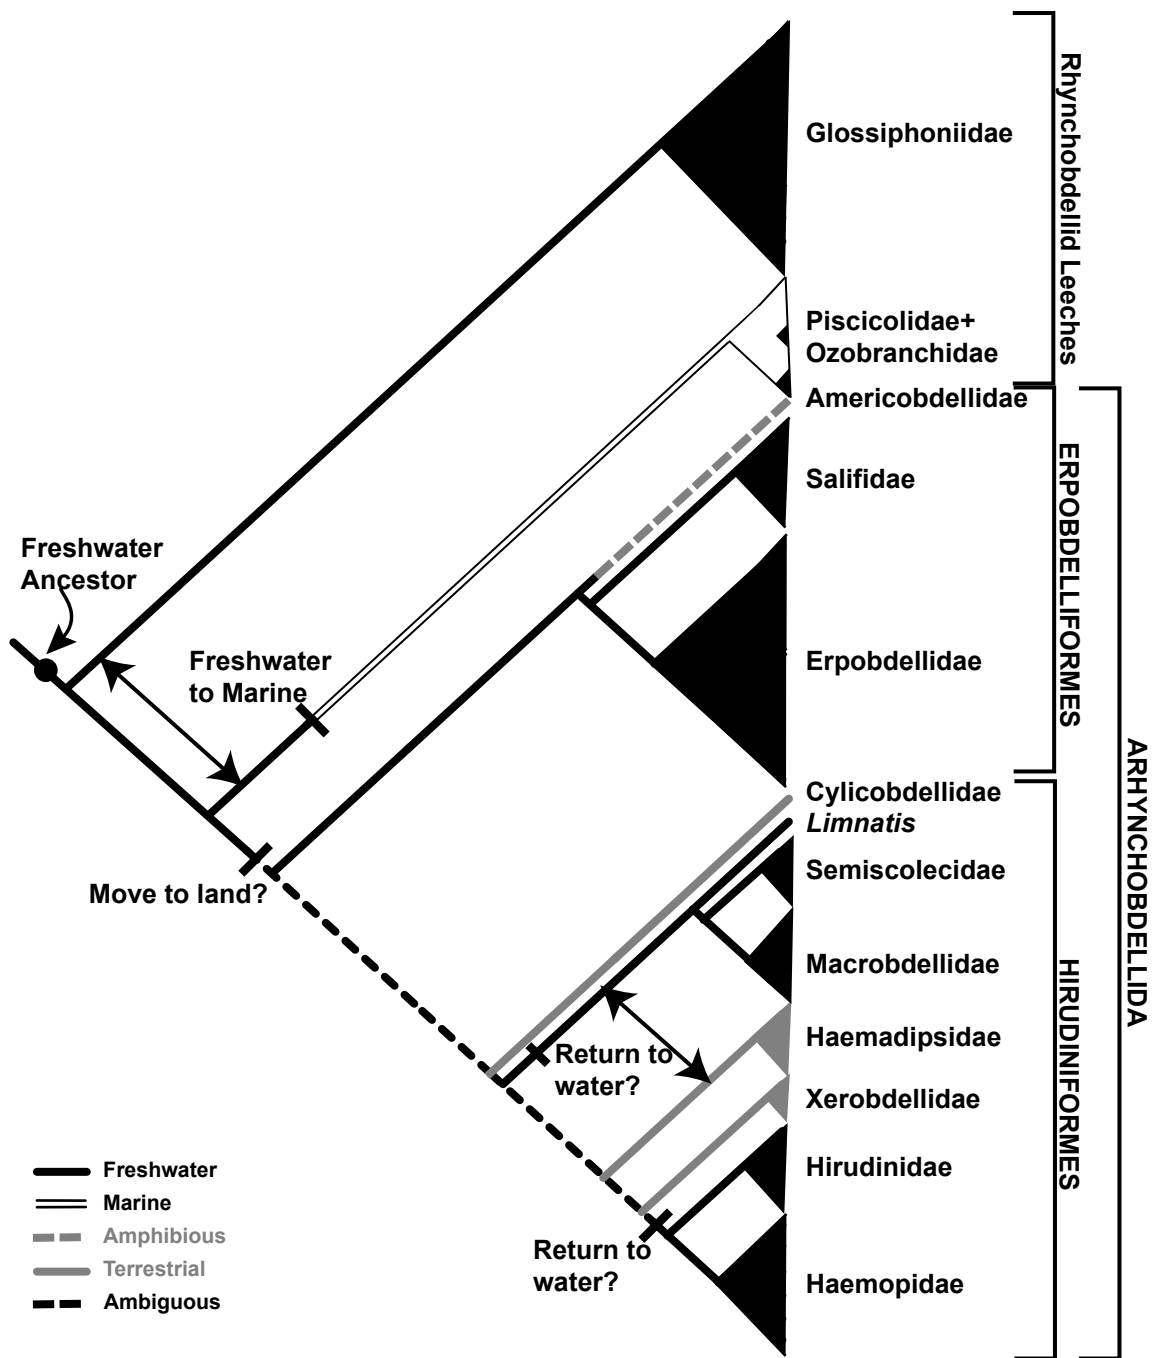 Glossiphoniidae
Piscicolidae+
Ozobranchidae
Americobdellidae
Salifidae
Erpobdellidae
Cylicobdellidae
Limnatis
Semiscolecidae
Macrobdellidae
Haemadipsidae
Xerobdellidae
Hirudinidae
Haemopidae
Rhynchobdellid Leeches
ERPOBDELLIFORMES
HIRUDINIFORMES
ARHYNCHOBDELLIDA
Freshwater
Ancestor
Freshwater
to Marine
Move to land?
Return to
water?
Return to
water?
Freshwater
Marine
Amphibious
Terrestrial
Ambiguous